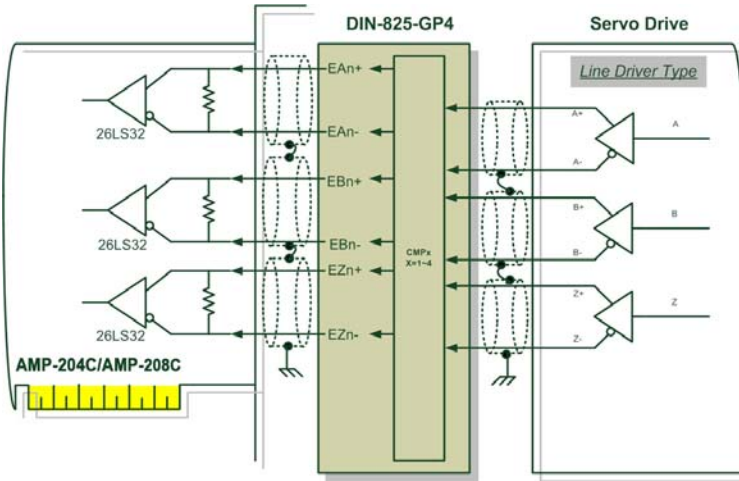 DIN-825-GP4
Servo Drive
Line Driver Type
EAn+
A+
A
26LS32
EAn-
A-
EBn+
B+
B
26LS32
EBn-
B-
CMPx
X=1~4
EZn+
Z+
Z
26LS32
EZn-
Z-
AMP-204C/AMP-208C